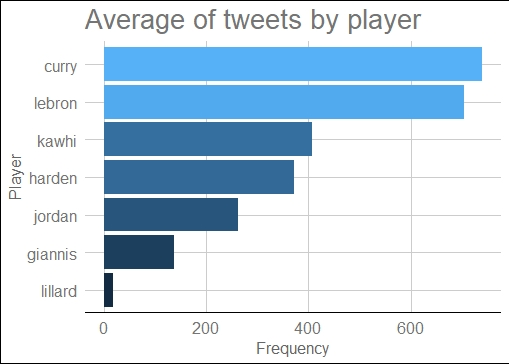 Average of tweets by player
curry
lebron
kawhi
harden
jordan
giannis
lillard
Player
0 200 400 600
Frequency